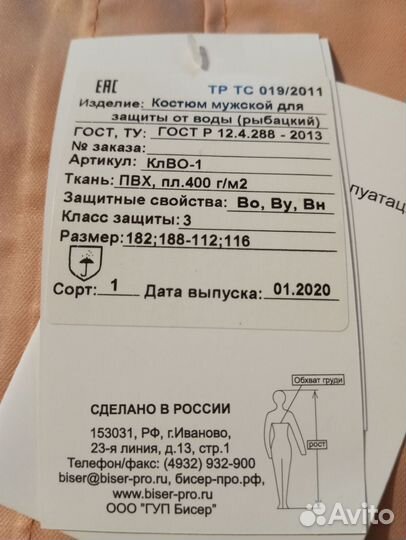 EAC ТР ТС 019/2011
Изделие: Костюм мужской для
защиты от воды (рыбацкий)
ГОСТ, ТУ: ГОСТ Р 12.4.288 - 2013
№ заказа:
Артикул: КлВО-1
Ткань: ПВХ, пл.400 г/м2
Защитные свойства: Во, Ву, Вн
Класс защиты: 3
Размер: 182;188-112;116
Сорт: 1 Дата выпуска: 01.2020
луатац
Обхват груди
рост
СДЕЛАНО В РОССИИ
153031, РФ, г.Иваново,
23-я линия, д.13, стр.1
Телефон/факс: (4932) 932-900
biser@biser-pro.ru, бисер-про.рф,
www.biser-pro.ru
ООО "ГУП Бисер"
Avito